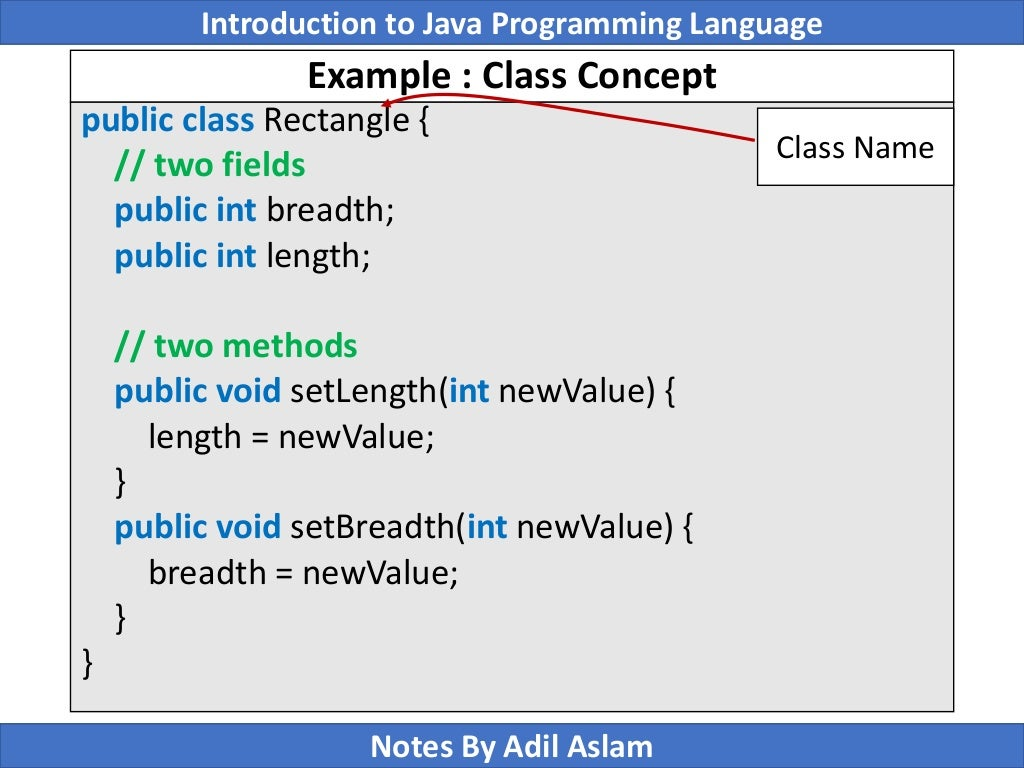 Introduction to Java Programming Language
Example : Class Concept
public class Rectangle {
Class Name
// two fields
public int breadth;
public int length;
// two methods
public void setLength(int newValue) {
length = newValue;
}
public void setBreadth(int newValue) {
breadth = newValue;
}
}
Notes By Adil Aslam